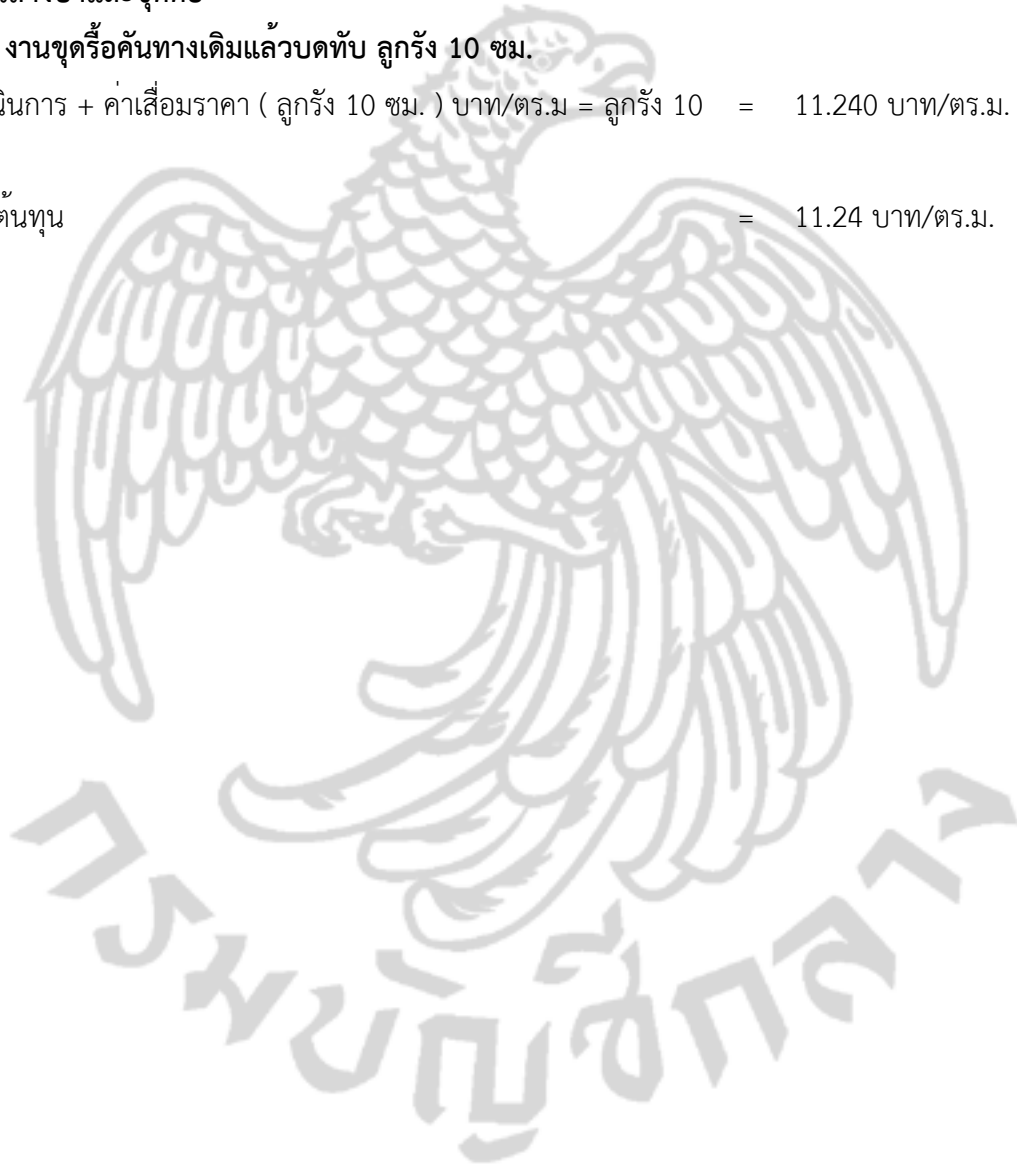 งานขุดรื้อคันทางเดิมแล้วบดทับ ลูกรัง 10 ซม.
นินการ + ค่าเสื่อมราคา ( ลูกรัง 10 ซม. ) บาท/ตร.ม = ลูกรัง 10 = 11.240 บาท/ตร.ม.
ต้นทุน = 11.24 บาท/ตร.ม.
กรมบัญชีกลาง